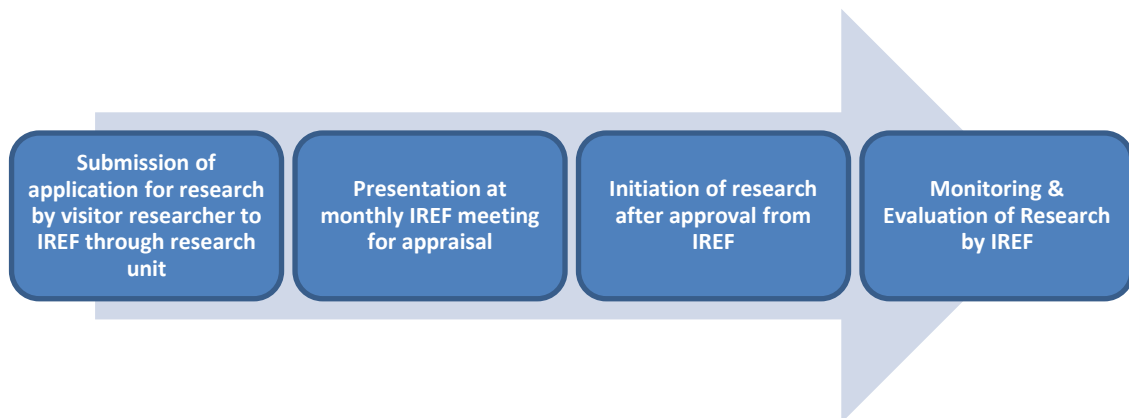 Submission of
application for research
by visitor researcher to
IREF through research
unit
Presentation at
monthly IREF meeting
for appraisal
Initiation of research
after approval from
IREF
Monitoring &
Evaluation of Research
by IREF